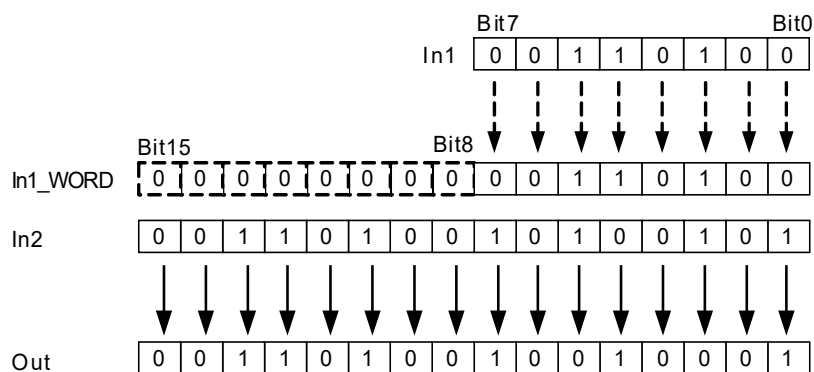 Bit7 Bit0
In1 0 0 1 1 0 1 0 0
Bit15 Bit8
In1_WORD 0 0 0 0 0 0 0 0 0 0 1 1 0 1 0 0
In2 0 0 1 1 0 1 0 0 1 0 1 0 0 1 0 1
Out 0 0 1 1 0 1 0 0 1 0 0 1 0 0 0 1